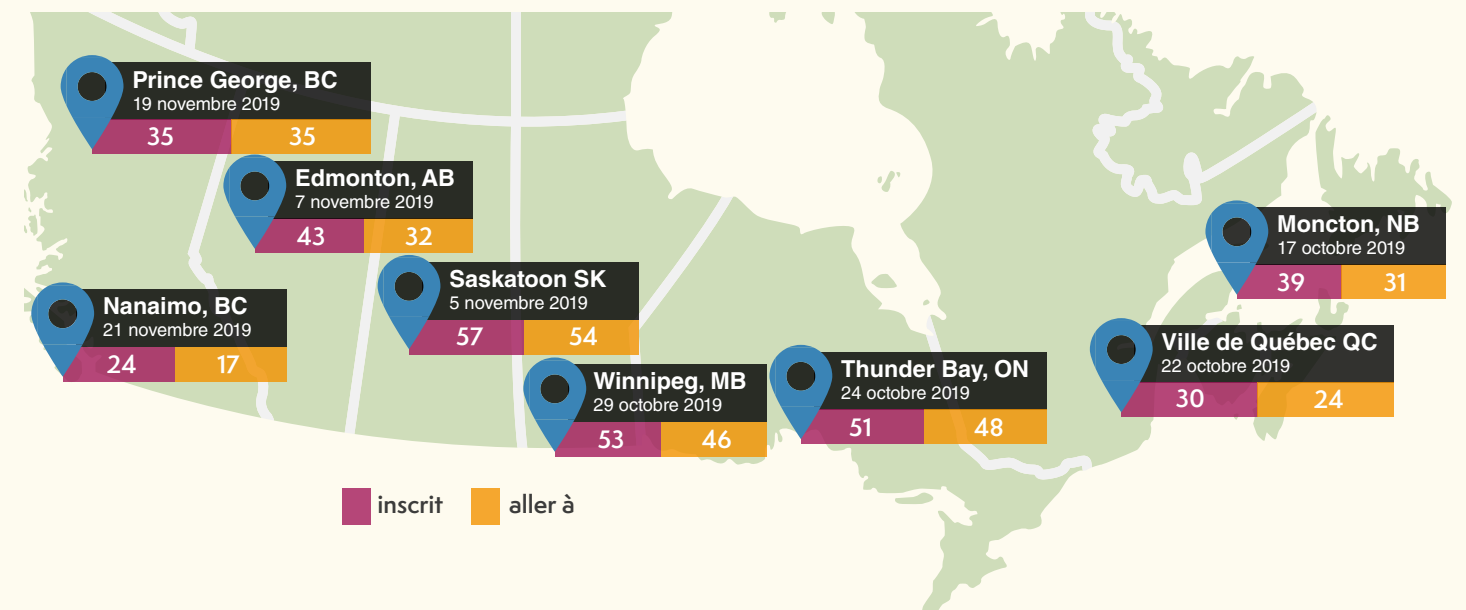 Prince George, BC
19 novembre 2019
35 35
Edmonton, AB
7 novembre 2019
43 32
Moncton, NB
17 octobre 2019
39 31
Saskatoon SK
5 novembre 2019
57 54
Nanaimo, BC
21 novembre 2019
24 17
Ville de Québec QC
22 octobre 2019
30 24
Thunder Bay, ON
24 octobre 2019
51 48
Winnipeg, MB
29 octobre 2019
53 46
inscrit aller à